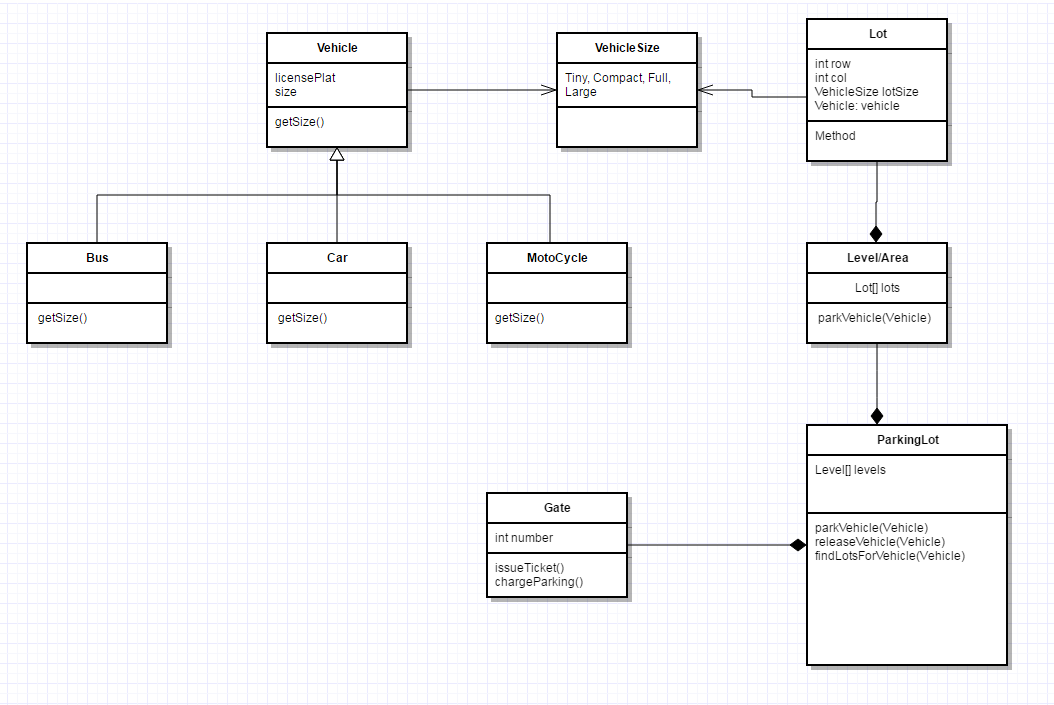 Vehicle
licensePlat
size
getSize()
VehicleSize
Tiny, Compact, Full,
Large
Lot
int row
int col
VehicleSize lotSize
Vehicle: vehicle
Method
Bus
getSize()
Car
getSize()
MotoCycle
getSize()
Level/Area
Lot[] lots
parkVehicle(Vehicle)
ParkingLot
Level[] levels
parkVehicle(Vehicle)
releaseVehicle(Vehicle)
findLotsForVehicle(Vehicle)
Gate
int number
issueTicket()
chargeParking()